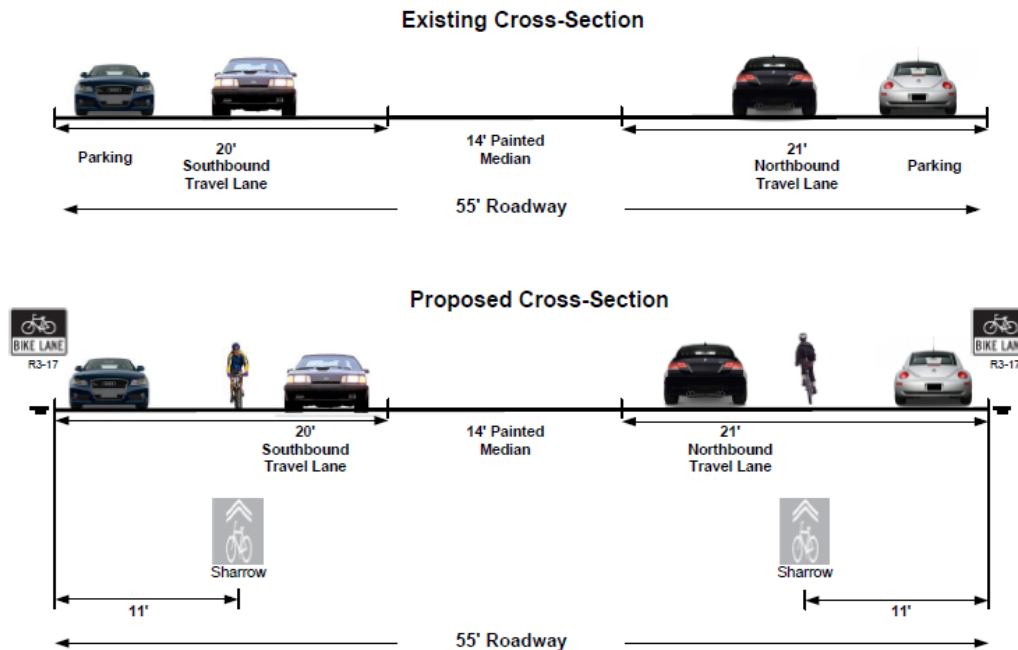 Existing Cross-Section
Parking
20'
Southbound
Travel Lane
14' Painted
Median
21'
Northbound
Travel Lane
Parking
55' Roadway
Proposed Cross-Section
BIKE LANE
R3-17
BIKE LANE
R3-17
20'
Southbound
Travel Lane
14' Painted
Median
21'
Northbound
Travel Lane
Sharrow
Sharrow
11'
11'
55' Roadway